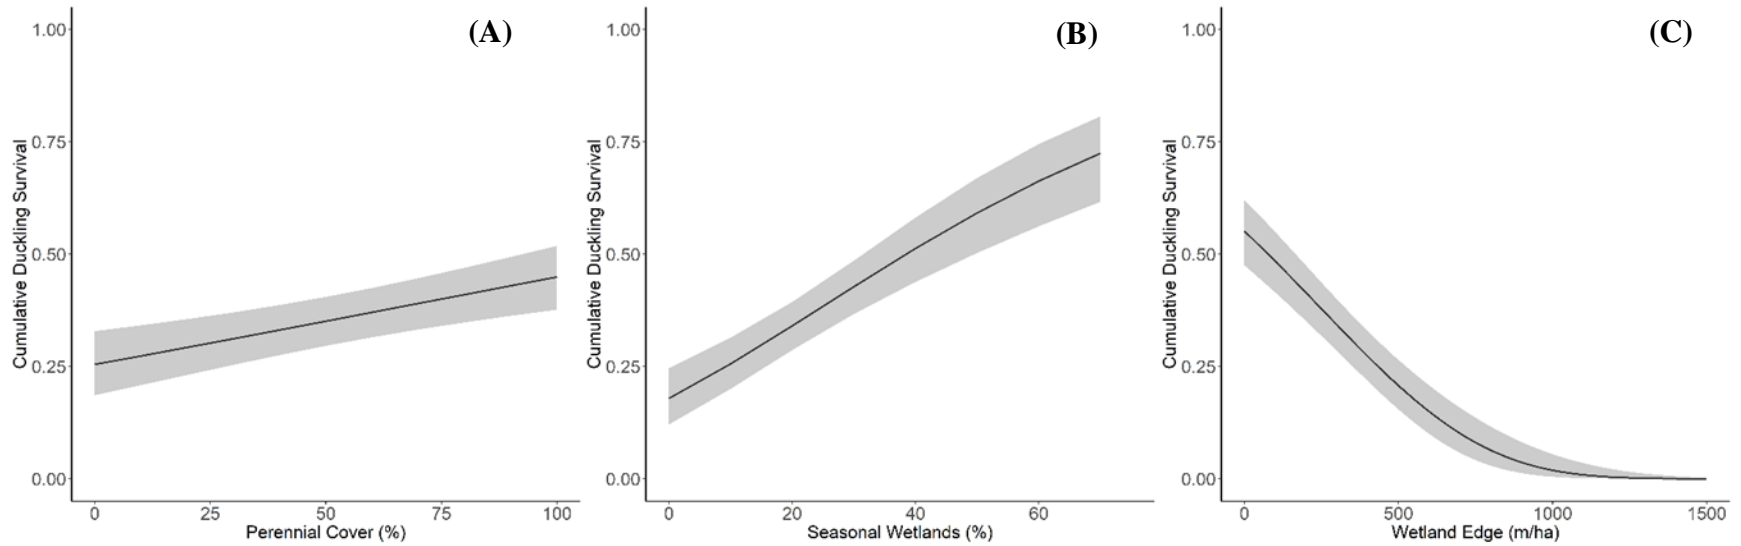 (A)
Cumulative Duckling Survival
1.00
0.75
0.50
0.25
0.00
0 25 50 75 100
Perennial Cover (%)
(B)
Cumulative Duckling Survival
1.00
0.75
0.50
0.25
0.00
0 20 40 60
Seasonal Wetlands (%)
(C)
Cumulative Duckling Survival
1.00
0.75
0.50
0.25
0.00
0 500 1000 1500
Wetland Edge (m/ha)